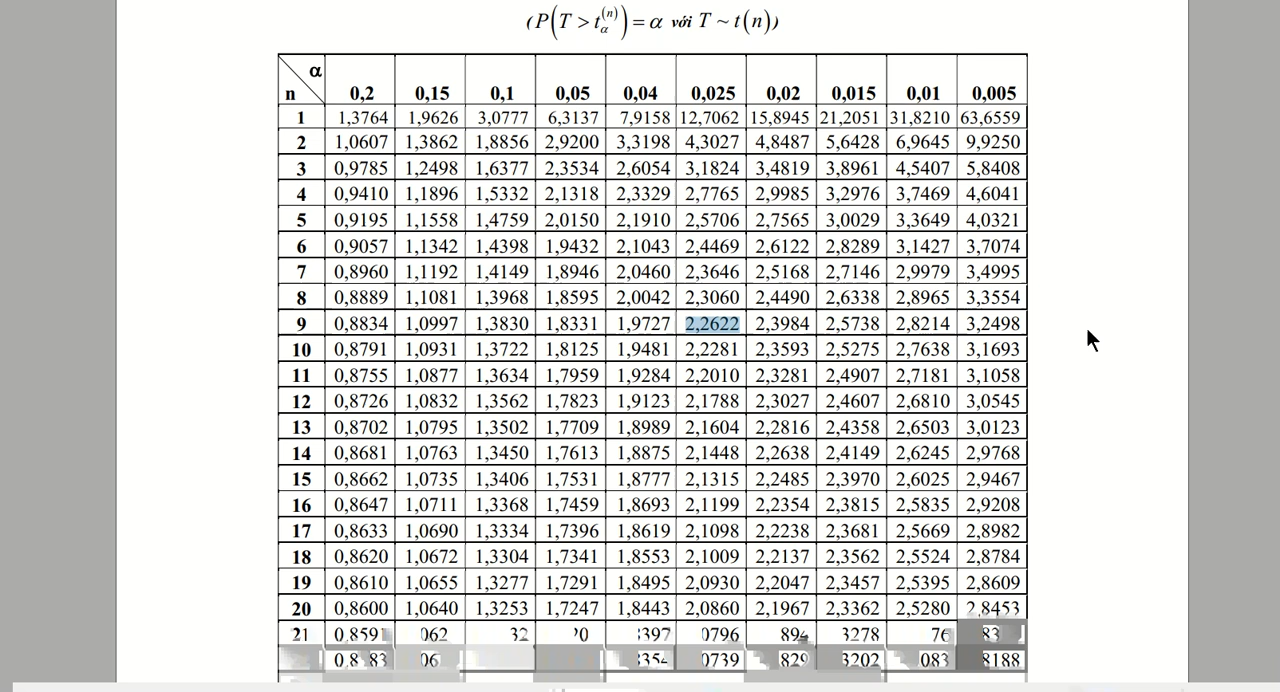 (P(T > t_α^(n)) = α với T ~ t(n))
α
n 0,2 0,15 0,1 0,05 0,04 0,025 0,02 0,015 0,01 0,005
1 1,3764 1,9626 3,0777 6,3137 7,9158 12,7062 15,8945 21,2051 31,8210 63,6559
2 1,0607 1,3862 1,8856 2,9200 3,3198 4,3027 4,8487 5,6428 6,9645 9,9250
3 0,9785 1,2498 1,6377 2,3534 2,6054 3,1824 3,4819 3,8961 4,5407 5,8408
4 0,9410 1,1896 1,5332 2,1318 2,3329 2,7765 2,9985 3,2976 3,7469 4,6041
5 0,9195 1,1558 1,4759 2,0150 2,1910 2,5706 2,7565 3,0029 3,3649 4,0321
6 0,9057 1,1342 1,4398 1,9432 2,1043 2,4469 2,6122 2,8289 3,1427 3,7074
7 0,8960 1,1192 1,4149 1,8946 2,0460 2,3646 2,5168 2,7146 2,9979 3,4995
8 0,8889 1,1081 1,3968 1,8595 2,0042 2,3060 2,4490 2,6338 2,8965 3,3554
9 0,8834 1,0997 1,3830 1,8331 1,9727 2,2622 2,3984 2,5738 2,8214 3,2498
10 0,8791 1,0931 1,3722 1,8125 1,9481 2,2281 2,3593 2,5275 2,7638 3,1693
11 0,8755 1,0877 1,3634 1,7959 1,9284 2,2010 2,3281 2,4907 2,7181 3,1058
12 0,8726 1,0832 1,3562 1,7823 1,9123 2,1788 2,3027 2,4607 2,6810 3,0545
13 0,8702 1,0795 1,3502 1,7709 1,8989 2,1604 2,2816 2,4358 2,6503 3,0123
14 0,8681 1,0763 1,3450 1,7613 1,8875 2,1448 2,2638 2,4149 2,6245 2,9768
15 0,8662 1,0735 1,3406 1,7531 1,8777 2,1315 2,2485 2,3970 2,6025 2,9467
16 0,8647 1,0711 1,3368 1,7459 1,8693 2,1199 2,2354 2,3815 2,5835 2,9208
17 0,8633 1,0690 1,3334 1,7396 1,8619 2,1098 2,2238 2,3681 2,5669 2,8982
18 0,8620 1,0672 1,3304 1,7341 1,8553 2,1009 2,2137 2,3562 2,5524 2,8784
19 0,8610 1,0655 1,3277 1,7291 1,8495 2,0930 2,2047 2,3457 2,5395 2,8609
20 0,8600 1,0640 1,3253 1,7247 1,8443 2,0860 2,1967 2,3362 2,5280 2,8453
21 0,8591